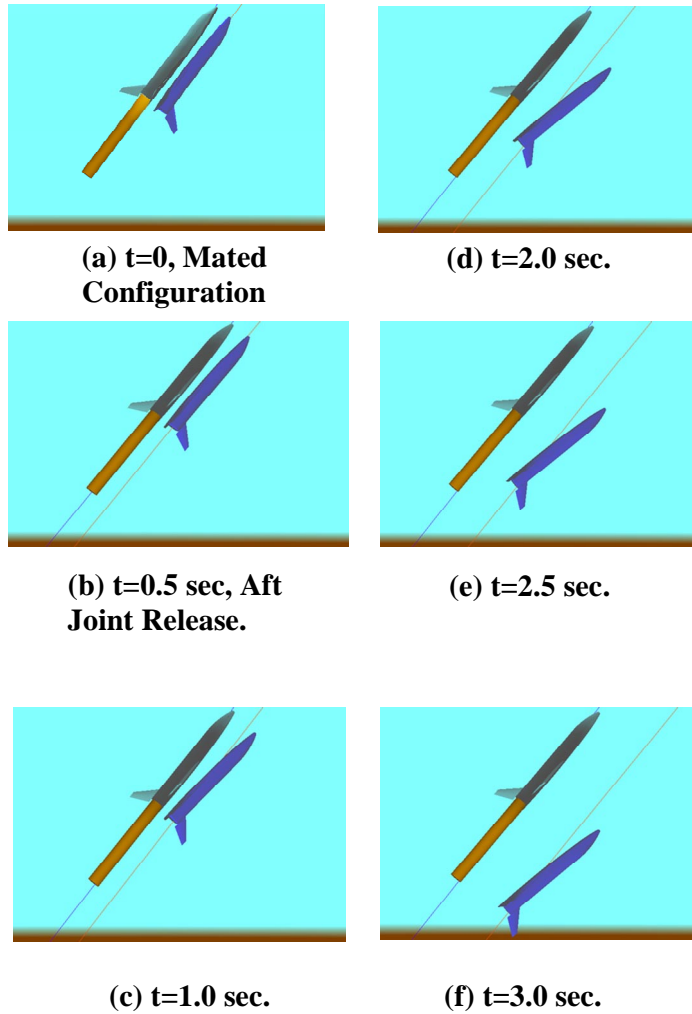 (a) t=0, Mated
Configuration
(d) t=2.0 sec.
(b) t=0.5 sec, Aft
Joint Release.
(e) t=2.5 sec.
(c) t=1.0 sec.
(f) t=3.0 sec.